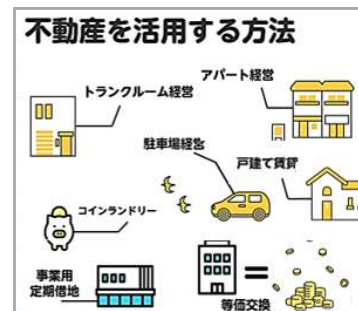 不動産を活用する方法
アパート経営
トランクルーム経営
駐車場経営
戸建て賃貸
コインランドリー
事業用
定期借地
等価交換